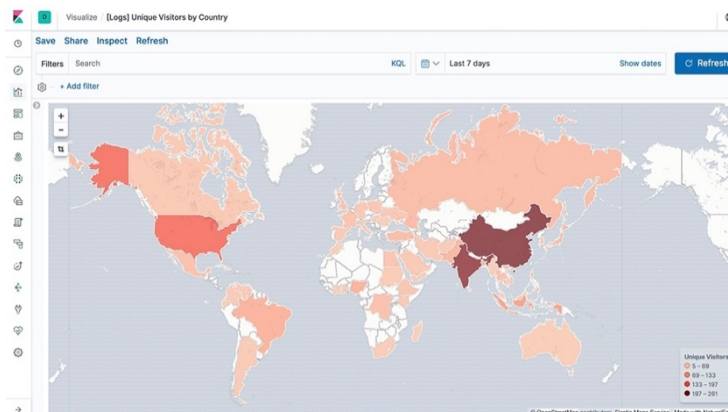 D Visualize / [Logs] Unique Visitors by Country
Save Share Inspect Refresh
Filters Search KQL Last 7 days Show dates Refresh
+ Add filter
+
−
Unique Visitors
5 – 69
69 – 133
133 – 197
197 – 261